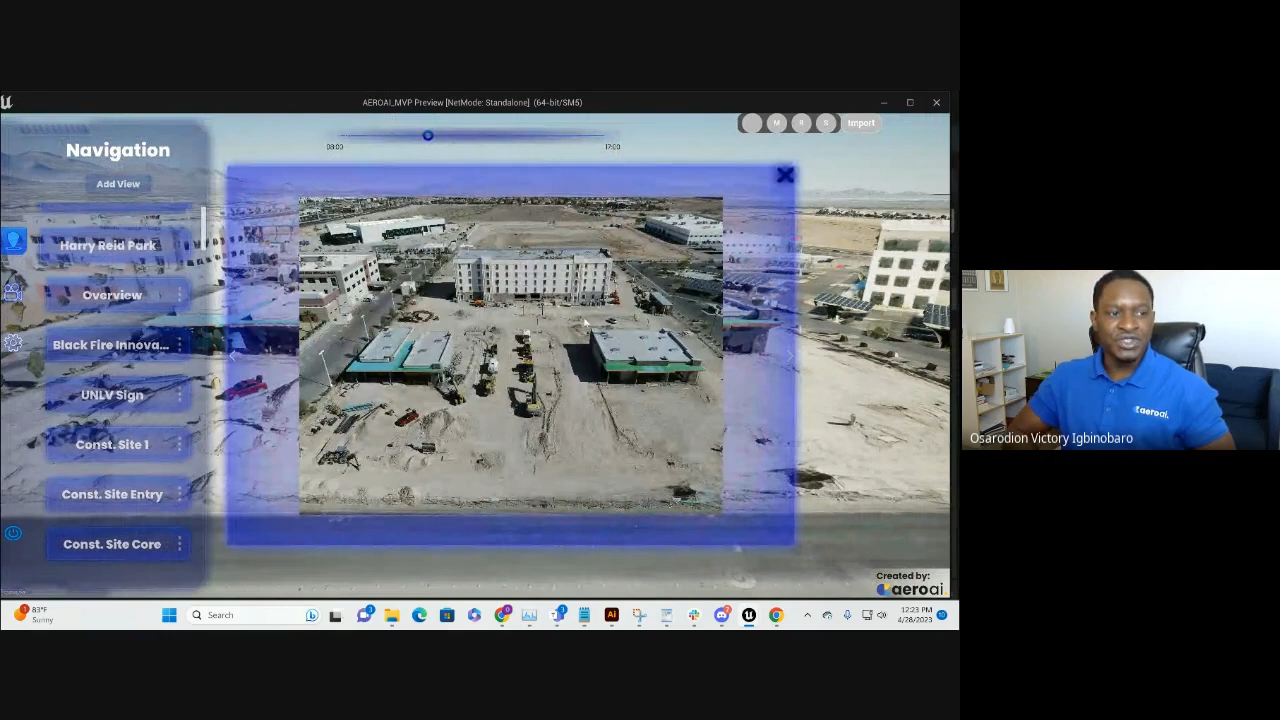 AEROAI_MVP Preview [NetMode: Standalone] (64-bit/SM5)
Navigation
Add View
Harry Reid Park
Overview
Black Fire Innova...
UNLV Sign
Const. Site 1
Const. Site Entry
Const. Site Core
08:00
17:00
M
R
S
Import
Created by:
aeroai.
aeroai.
Osarodion Victory Igbinobaro
83°F
Sunny
Search
Ai
12:23 PM
4/28/2023